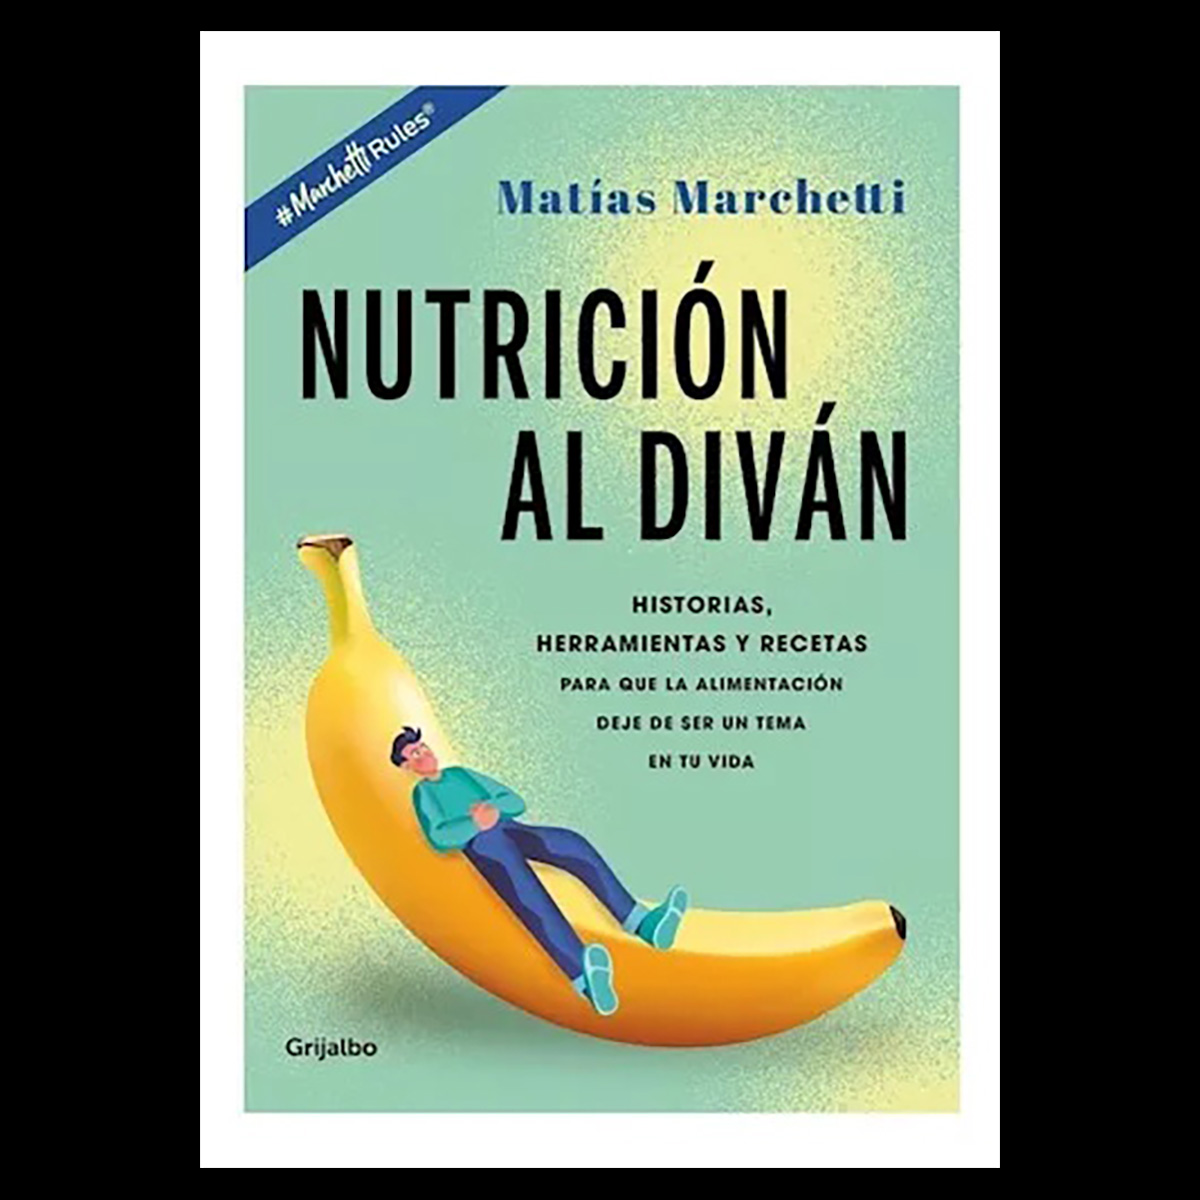 #MarchettiRules®
Matías Marchetti
NUTRICIÓN
AL DIVÁN
HISTORIAS,
HERRAMIENTAS Y RECETAS
PARA QUE LA ALIMENTACIÓN
DEJE DE SER UN TEMA
EN TU VIDA
Grijalbo